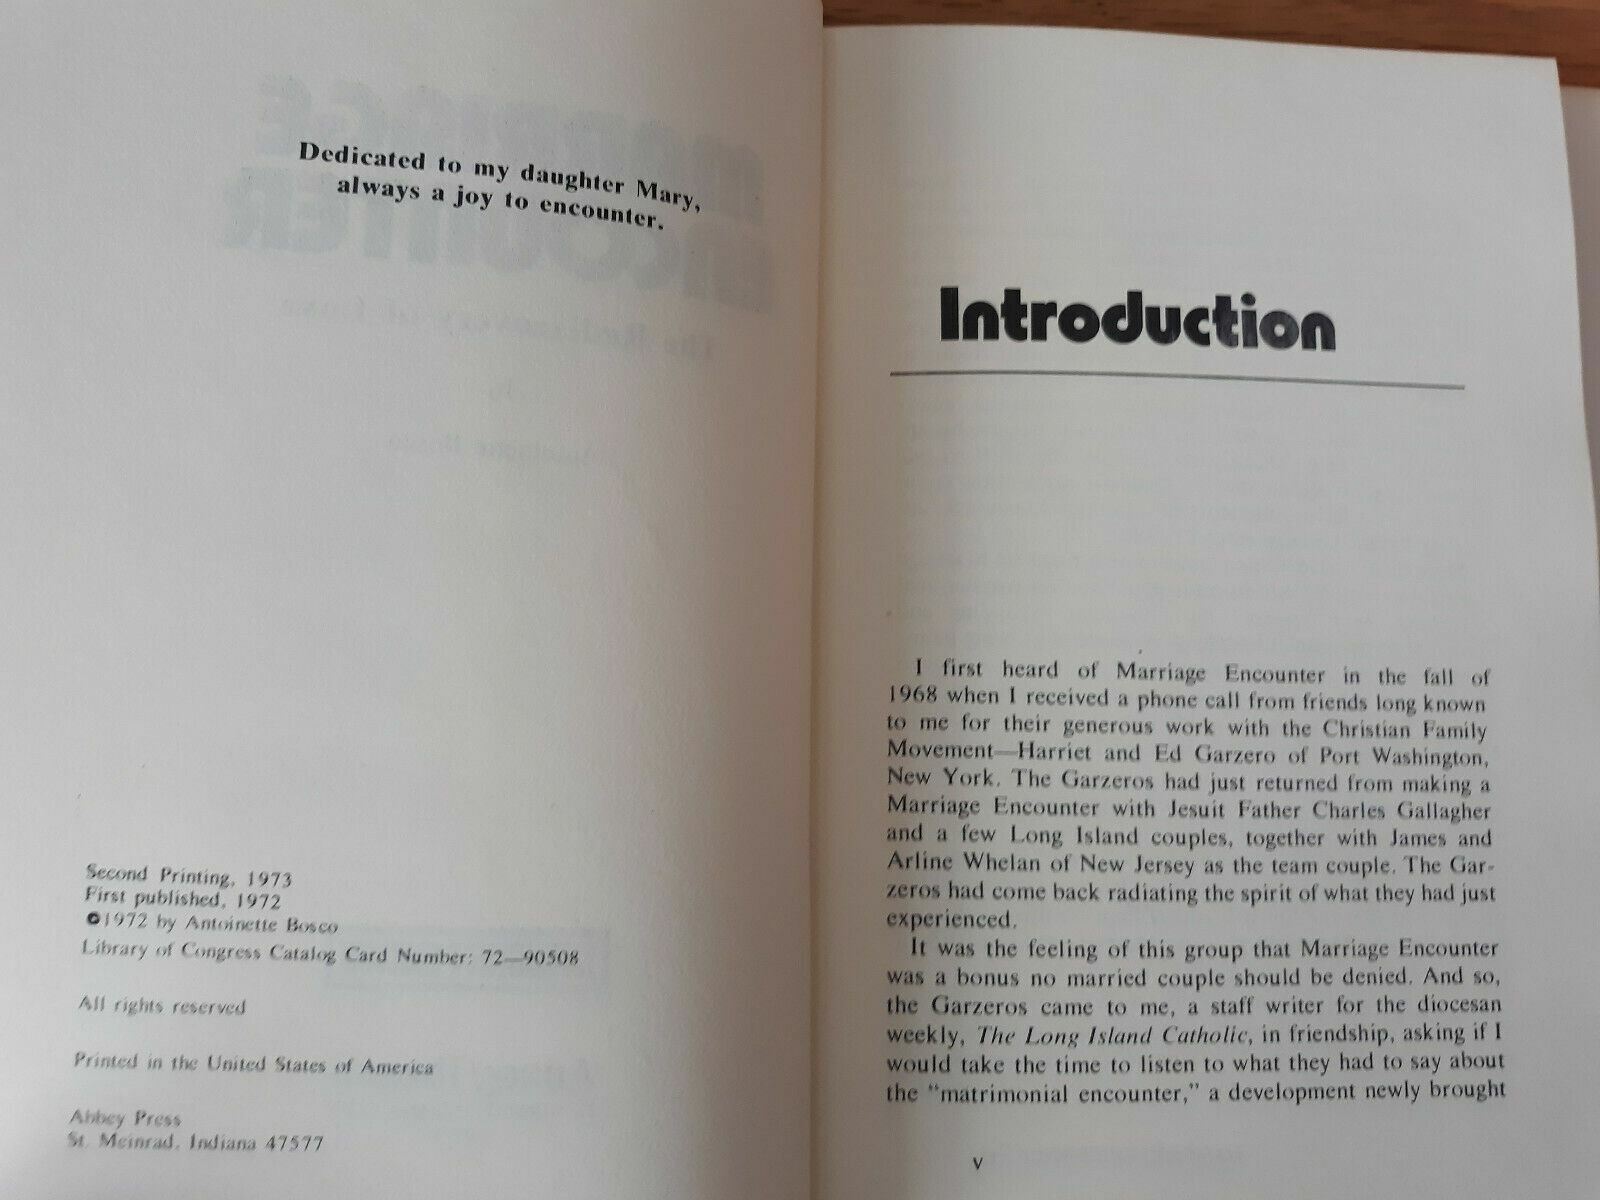 Dedicated to my daughter Mary,
always a joy to encounter.
Second Printing, 1973
First published, 1972
©1972 by Antoinette Bosco
Library of Congress Catalog Card Number: 72—90508
All rights reserved
Printed in the United States of America
Abbey Press
St. Meinrad, Indiana 47577
Introduction
I first heard of Marriage Encounter in the fall of
1968 when I received a phone call from friends long known
to me for their generous work with the Christian Family
Movement—Harriet and Ed Garzero of Port Washington,
New York. The Garzeros had just returned from making a
Marriage Encounter with Jesuit Father Charles Gallagher
and a few Long Island couples, together with James and
Arline Whelan of New Jersey as the team couple. The Gar-
zeros had come back radiating the spirit of what they had just
experienced.
It was the feeling of this group that Marriage Encounter
was a bonus no married couple should be denied. And so,
the Garzeros came to me, a staff writer for the diocesan
weekly, The Long Island Catholic, in friendship, asking if I
would take the time to listen to what they had to say about
the "matrimonial encounter," a development newly brought
v